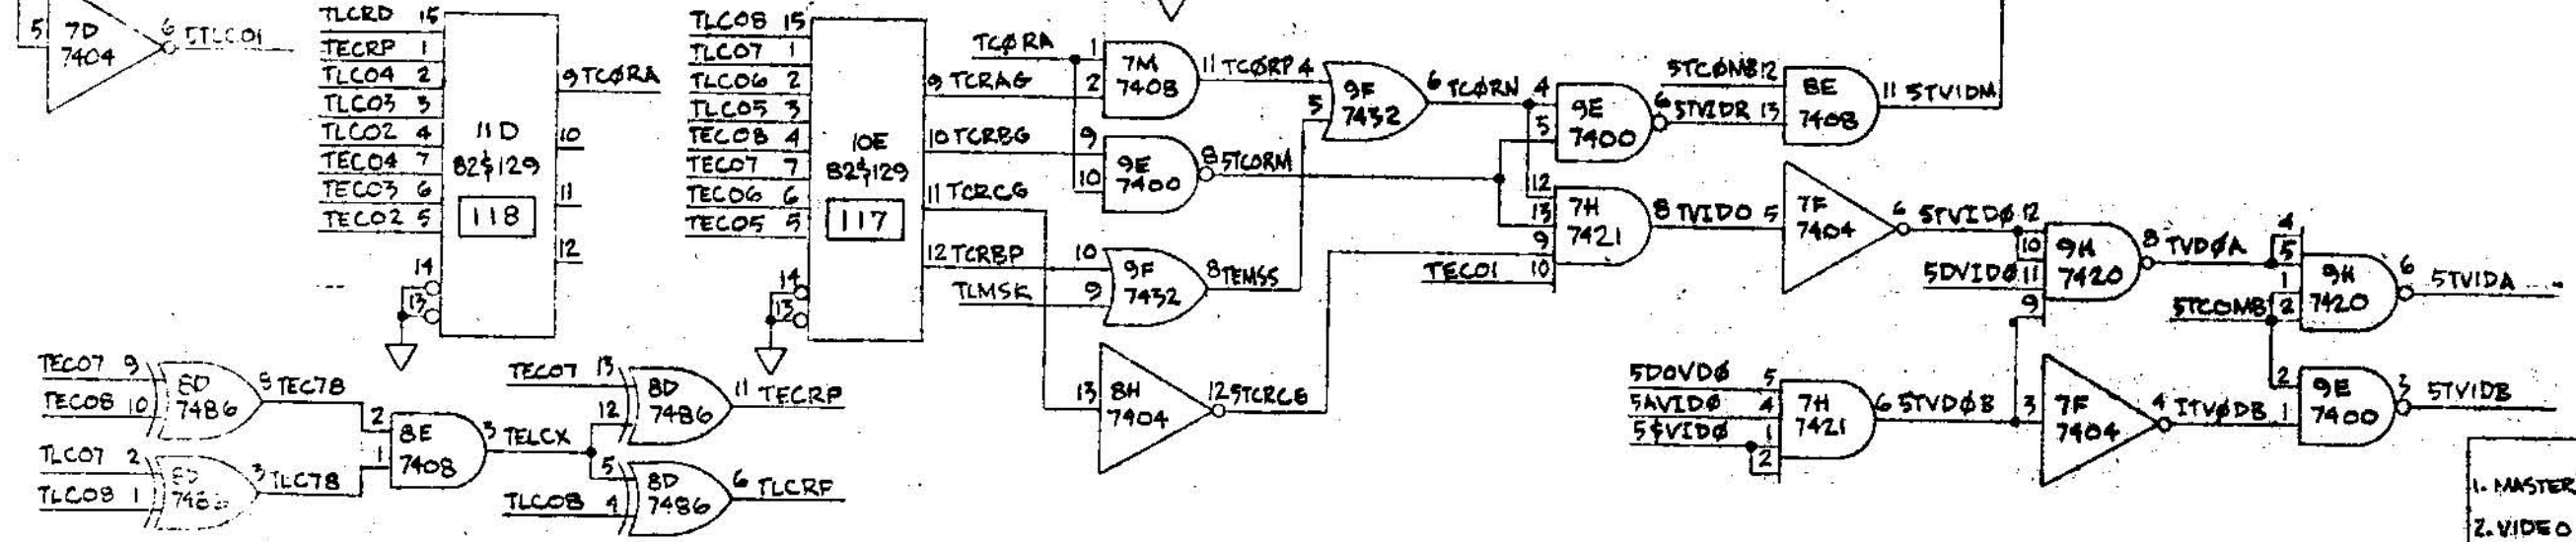 5 7D 7404 6 5TLC01
TLCRD 15
TECRP 1
TLC04 2
TLC03 3
TLC02 4
TEC04 7
TEC03 6
TEC02 5
14
13
11D
82$129
118
9 TCØRA
10
11
12
TLC08 15
TLC07 1
TLC06 2
TLC05 3
TEC08 4
TEC07 7
TEC06 6
TEC05 5
14
13
10E
82$129
117
9 TCRAG
10 TCRBG
11 TCRCG
12 TCRBP
TCØRA 1
2
7M
7408
11 TCØRP 4
9
10
9E
7400
8 5TCØRM
10
TLMSK 9
9F
7432
8 TEMSS
5
9F
7432
6 TCØRN 4
5
9E
7400
6 5TVIDR 13
5TCØMB 12
8E
7408
11 5TVIDM
13
8H
7404
12 5TCRCG
12
13
9
TEC01 10
7H
7421
8 TVIDO 5
7F
7404
6 5TVIDØ 12
10
5DVIDØ 11
9
9H
7420
8 TVDØA
4
5
1
5TCOMB 2
9H
7420
6 5TVIDA
5DOVDØ 5
5AVIDØ 4
5$VIDØ 1
2
7H
7421
6 5TVDØB 3
7F
7404
4 ITVØDB 1
2
9E
7400
3 5TVIDB
TEC07 9
TEC08 10
8D
7486
8 TEC78
TLC07 2
TLC08 1
8D
7486
3 TLC78
2
1
8E
7408
3 TELCX
TEC07 13
12
8D
7486
11 TECRP
5
TLC08 4
8D
7486
6 TLCRF
1. MASTER
2. VIDEO